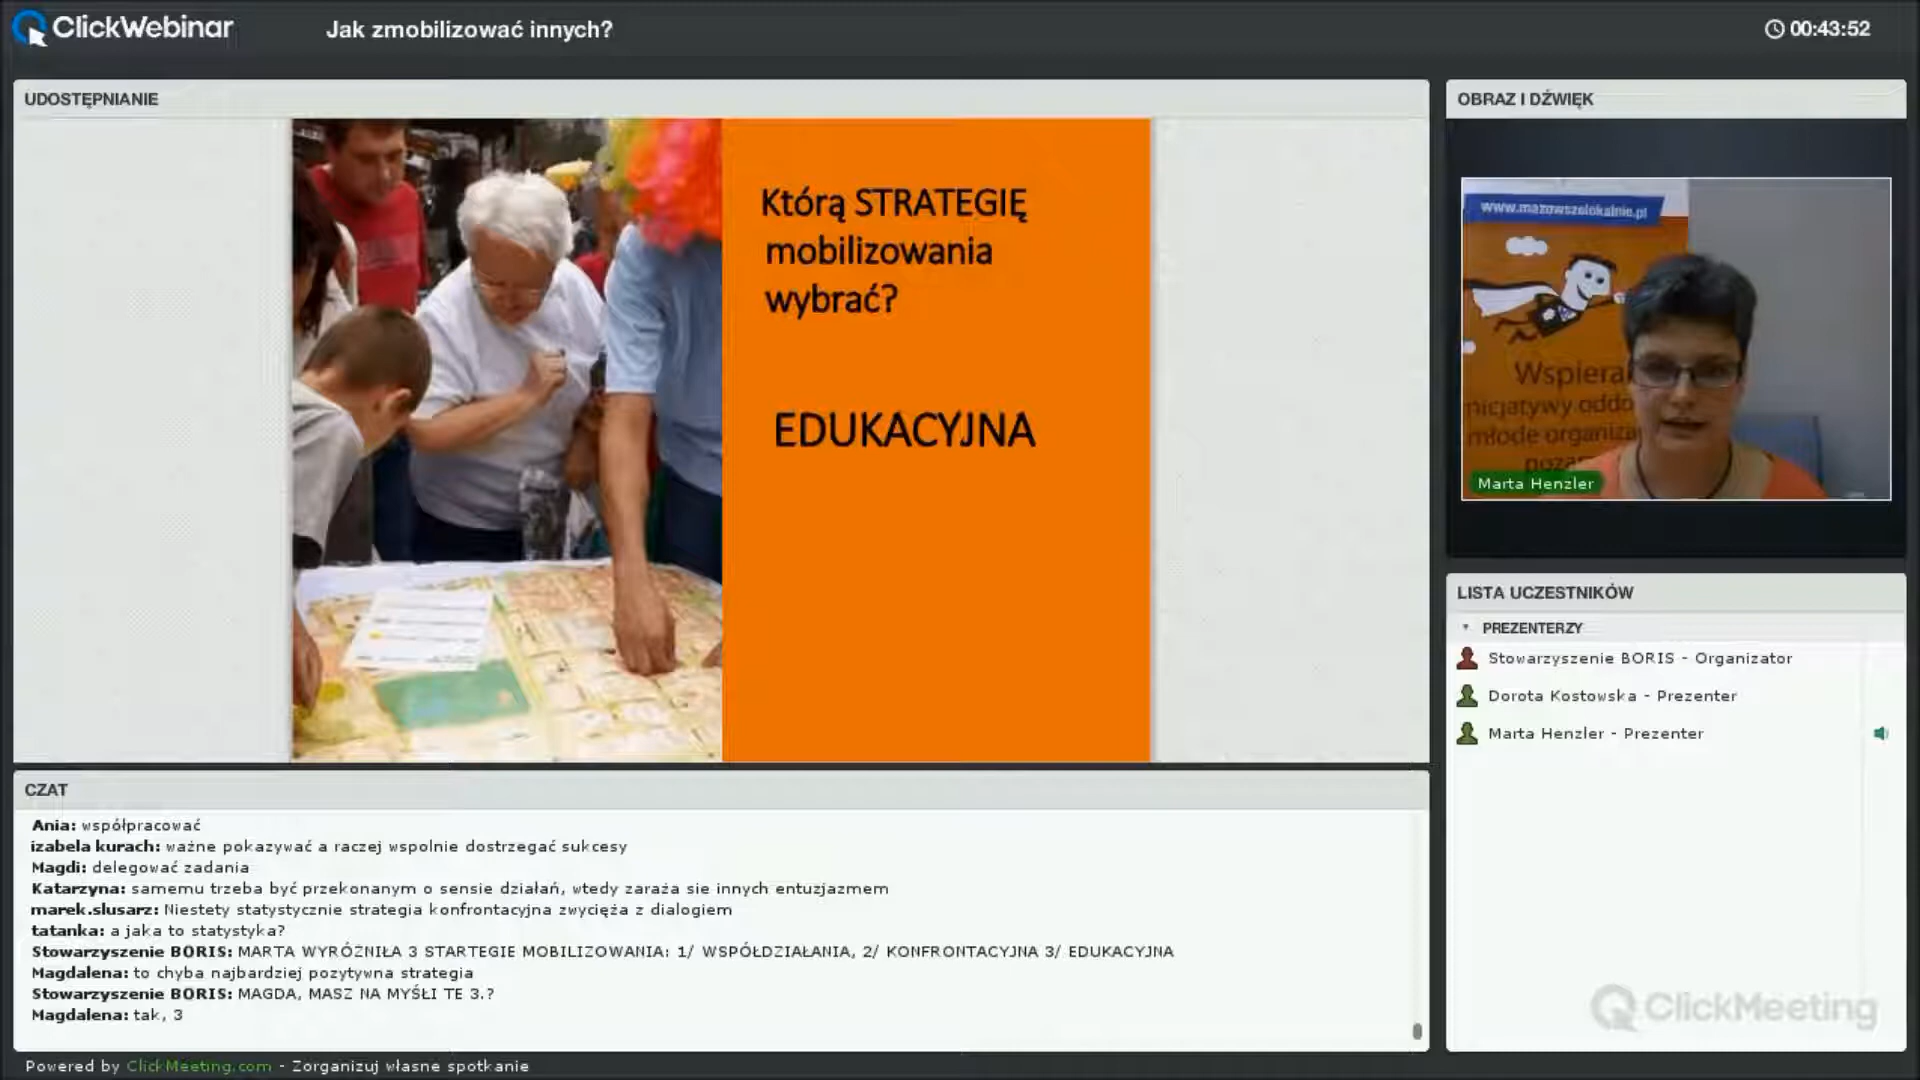 ClickWebinar
Jak zmobilizować innych?
00:43:52
UDOSTĘPNIANIE
Którą STRATEGIĘ
mobilizowania
wybrać?
EDUKACYJNA
OBRAZ I DŹWIĘK
www.mazowszelokalnie.pl
Wspiera
nicjatywy oddo
młode organiza
poza
Marta Henzler
LISTA UCZESTNIKÓW
PREZENTERZY
Stowarzyszenie BORIS - Organizator
Dorota Kostowska - Prezenter
Marta Henzler - Prezenter
CZAT
Ania: współpracować
izabela kurach: ważne pokazywać a raczej wspolnie dostrzegać sukcesy
Magdi: delegować zadania
Katarzyna: samemu trzeba być przekonanym o sensie działań, wtedy zaraża sie innych entuzjazmem
marek.slusarz: Niestety statystycznie strategia konfrontacyjna zwycięża z dialogiem
tatanka: a jaka to statystyka?
Stowarzyszenie BORIS: MARTA WYRÓŻNIŁA 3 STARTEGIE MOBILIZOWANIA: 1/ WSPÓŁDZIAŁANIA, 2/ KONFRONTACYJNA 3/ EDUKACYJNA
Magdalena: to chyba najbardziej pozytywna strategia
Stowarzyszenie BORIS: MAGDA, MASZ NA MYŚLI TE 3.?
Magdalena: tak, 3
ClickMeeting
Powered by ClickMeeting.com - Zorganizuj własne spotkanie